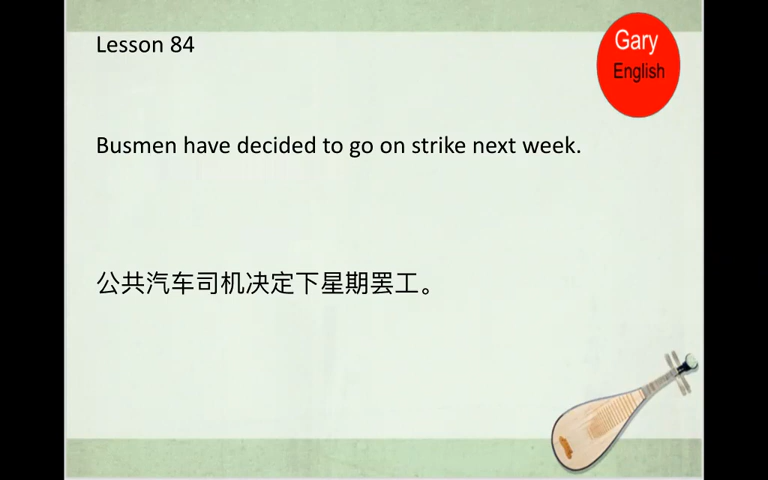 Lesson 84
Gary
English
Busmen have decided to go on strike next week.
公共汽车司机决定下星期罢工。